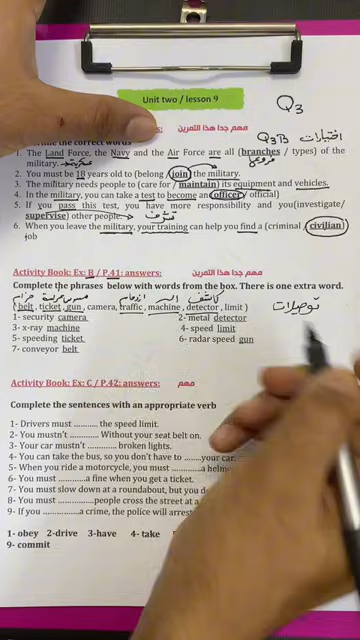 Unit two / lesson 9
Q3
مهم جدا هذا التمرين
the correct words
اختيارات Q3B
1. The Land Force, the Navy and the Air Force are all (branches / types) of the
military.
2. You must be 18 years old to (belong / join) the military.
3. The military needs people to (care for / maintain) its equipment and vehicles.
4. In the military, you can take a test to become an (officer / official)
5. If you pass this test, you have more responsibility and you(investigate/
supervise) other people.
6. When you leave the military, your training can help you find a (criminal / civilian)
job
Activity Book: Ex: B / P.41: answers:
مهم جدا هذا التمرين
Complete the phrases below with words from the box. There is one extra word.
(belt , ticket , gun , camera, traffic, machine , detector, limit )
توصيلات
1- security camera
2- metal detector
3- x-ray machine
4- speed limit
5- speeding ticket
6- radar speed gun
7- conveyor belt
Activity Book: Ex: C / P.42: answers:
مهم
Complete the sentences with an appropriate verb
1- Drivers must ......... the speed limit.
2- You mustn't ......... Without your seat belt on.
3- Your car mustn't ......... broken lights.
4- You can take the bus, so you don't have to ........your car.
5- When you ride a motorcycle, you must .........a
6- You must .........a fine when you get a ticket.
7- You must slow down at a roundabout, but you
8- You must .........people cross the street at a
9- If you .........a crime, the police will arrest
1- obey 2-drive 3-have 4- take
9- commit